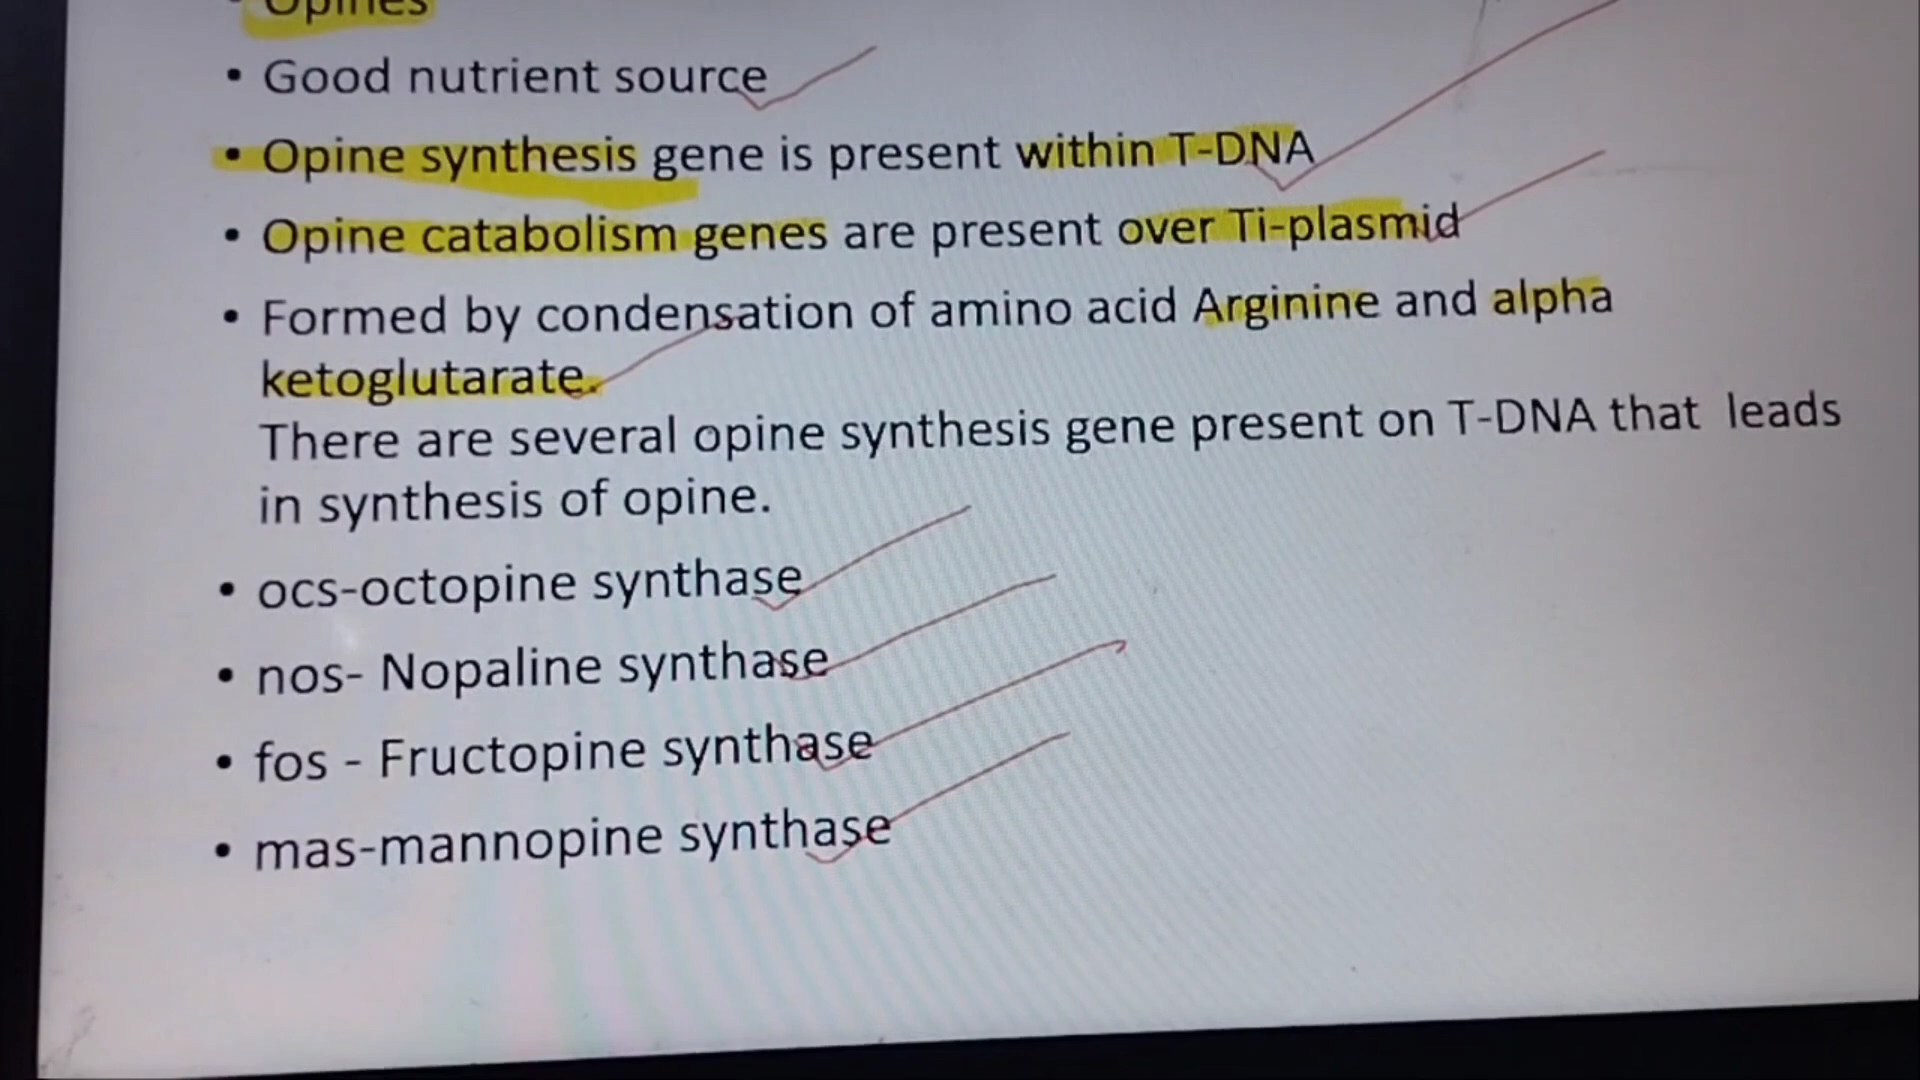 • Opines
• Good nutrient source
• Opine synthesis gene is present within T-DNA
• Opine catabolism genes are present over Ti-plasmid
• Formed by condensation of amino acid Arginine and alpha
ketoglutarate.
There are several opine synthesis gene present on T-DNA that leads
in synthesis of opine.
• ocs-octopine synthase
• nos- Nopaline synthase
• fos - Fructopine synthase
• mas-mannopine synthase